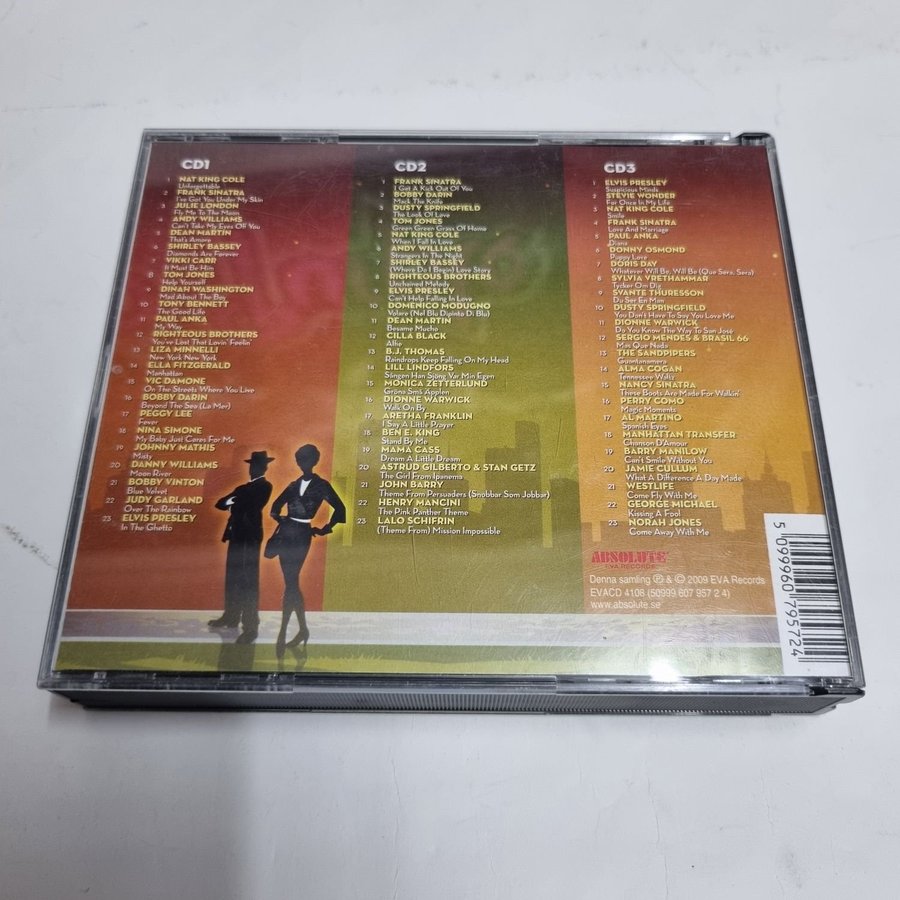 CD1
1 NAT KING COLE
Unforgettable
2 FRANK SINATRA
I've Got You Under My Skin
3 JULIE LONDON
Fly Me To The Moon
4 ANDY WILLIAMS
Can't Take My Eyes Off You
5 DEAN MARTIN
That's Amore
6 SHIRLEY BASSEY
Diamonds Are Forever
7 VIKKI CARR
It Must Be Him
8 TOM JONES
Help Yourself
9 DINAH WASHINGTON
Mad About The Boy
10 TONY BENNETT
The Good Life
11 PAUL ANKA
My Way
12 RIGHTEOUS BROTHERS
You've Lost That Lovin' Feelin
13 LIZA MINNELLI
New York New York
14 ELLA FITZGERALD
Manhattan
15 VIC DAMONE
On The Streets Where You Live
16 BOBBY DARIN
Beyond The Sea (La Mer)
17 PEGGY LEE
Fever
18 NINA SIMONE
My Baby Just Cares For Me
19 JOHNNY MATHIS
Misty
20 DANNY WILLIAMS
Moon River
21 BOBBY VINTON
Blue Velvet
22 JUDY GARLAND
Over The Rainbow
23 ELVIS PRESLEY
In The Ghetto
CD2
1 FRANK SINATRA
I Get A Kick Out Of You
2 BOBBY DARIN
Mack The Knife
3 DUSTY SPRINGFIELD
The Look Of Love
4 TOM JONES
Green Green Grass Of Home
5 NAT KING COLE
When I Fall In Love
6 ANDY WILLIAMS
Strangers In The Night
7 SHIRLEY BASSEY
(Where Do I Begin) Love Story
8 RIGHTEOUS BROTHERS
Unchained Melody
9 ELVIS PRESLEY
Can't Help Falling In Love
10 DOMENICO MODUGNO
Volare (Nel Blu Dipinto Di Blu)
11 DEAN MARTIN
Besame Mucho
12 CILLA BLACK
Alfie
13 B.J. THOMAS
Raindrops Keep Falling On My Head
14 LILL LINDFORS
Sången Han Sjöng Var Min Egen
15 MONICA ZETTERLUND
Gröna Små Äpplen
16 DIONNE WARWICK
Walk On By
17 ARETHA FRANKLIN
I Say A Little Prayer
18 BEN E. KING
Stand By Me
19 MAMA CASS
Dream A Little Dream
20 ASTRUD GILBERTO & STAN GETZ
The Girl From Ipanema
21 JOHN BARRY
Theme From Persuaders (Snobbar Som Jobbar)
22 HENRY MANCINI
The Pink Panther Theme
23 LALO SCHIFRIN
(Theme From) Mission Impossible
CD3
1 ELVIS PRESLEY
Suspicious Minds
2 STEVIE WONDER
For Once In My Life
3 NAT KING COLE
Smile
4 FRANK SINATRA
Love And Marriage
5 PAUL ANKA
Diana
6 DONNY OSMOND
Puppy Love
7 DORIS DAY
Whatever Will Be, Will Be (Que Sera, Sera)
8 SYLVIA VRETHAMMAR
Tycker Om Dig
9 SVANTE THURESSON
Du Ser En Man
10 DUSTY SPRINGFIELD
You Don't Have To Say You Love Me
11 DIONNE WARWICK
Do You Know The Way To San José
12 SERGIO MENDES & BRASIL 66
Mas Que Nada
13 THE SANDPIPERS
Guantanamera
14 ALMA COGAN
Tennessee Waltz
15 NANCY SINATRA
These Boots Are Made For Walkin'
16 PERRY COMO
Magic Moments
17 AL MARTINO
Spanish Eyes
18 MANHATTAN TRANSFER
Chanson D'Amour
19 BARRY MANILOW
Can't Smile Without You
20 JAMIE CULLUM
What A Difference A Day Made
21 WESTLIFE
Come Fly With Me
22 GEORGE MICHAEL
Kissing A Fool
23 NORAH JONES
Come Away With Me
ABSOLUTE
EVA RECORDS
Denna samling ℗ & © 2009 EVA Records
EVACD 4108 (50999 607 957 2 4)
www.absolute.se
5 099960 795724